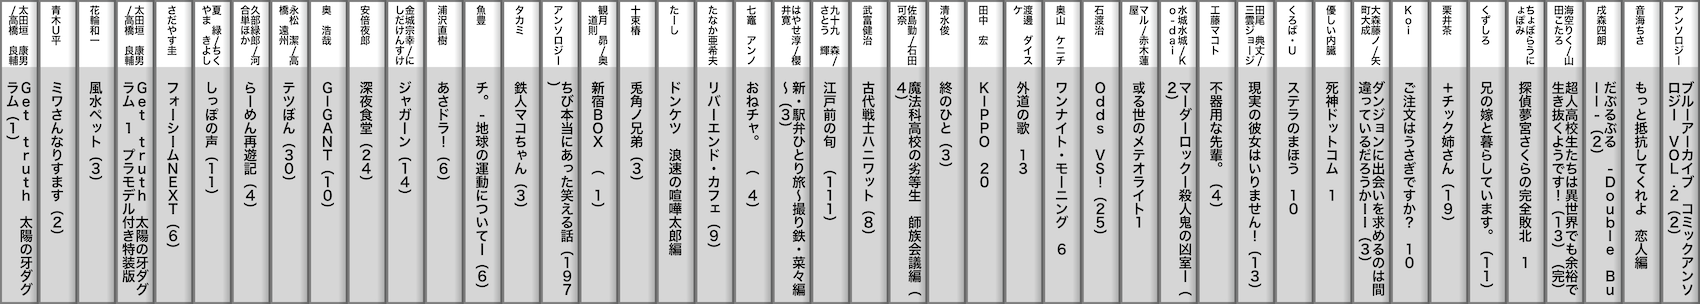 アンソロジー
ブルーアーカイブ コミックアンソ
ロジー VOL.2(2)
音海ちさ
もっと抵抗してくれよ 恋人編
戌森四朗
だぶるぶる -Double Bu
ll-(2)
海空りく/山
田こたろ
超人高校生たちは異世界でも余裕で
生き抜くようです!(13)(完)
ちょぼらうに
ょぽみ
探偵夢宮さくらの完全敗北 1
くずしろ
兄の嫁と暮らしています。(11)
栗井茶
+チック姉さん(19)
Koi
ご注文はうさぎですか? 10
大森藤ノ/矢
町大成
ダンジョンに出会いを求めるのは間
違っているだろうかII(3)
優しい内臓
死神ドットコム 1
くろば・U
ステラのまほう 10
田尾 典丈/
三雲ジョージ
現実の彼女はいりません!(13)
工藤マコト
不器用な先輩。(4)
水城水城/K
o-dai
マーダーロックー殺人鬼の凶室ー(
2)
マル/赤木蓮
屋
或る世のメテオライト1
石渡治
Odds VS!(25)
奥山 ケニチ
ワンナイト・モーニング 6
渡邊 ダイス
ケ
外道の歌 13
田中 宏
KIPPO 20
清水俊
終のひと(3)
佐島勤/石田
可奈
魔法科高校の劣等生 師族会議編(
4)
武富健治
古代戦士ハニワット(8)
九十九 森/
さとう 輝
江戸前の旬 (111)
はやせ淳/櫻
井寛
新・駅弁ひとり旅~撮り鉄・菜々編
~(3)
七竈 アンノ
おねチャ。 (4)
たなか亜希夫
リバーエンド・カフェ(9)
たーし
ドンケツ 浪速の喧嘩太郎編
十束椿
兎角ノ兄弟(3)
観月 昴/奥
道則
新宿BOX (1)
アンソロジー
ちび本当にあった笑える話(197
)
タカミ
鉄人マコちゃん(3)
魚豊
チ。-地球の運動についてー(6)
浦沢直樹
あさドラ!(6)
金城宗幸/に
しだけんすけ
ジャガーン(14)
安倍夜郎
深夜食堂(24)
奥 浩哉
GIGANT(10)
永松 潔/高
橋 遠州
テツぼん(30)
久部緑郎/河
合単ほか
らーめん再遊記(4)
夏 緑/ちく
やま きよし
しっぽの声(11)
さだやす圭
フォーシームNEXT(6)
太田垣 康男
/高橋 良輔
Get truth 太陽の牙ダグ
ラム 1 プラモデル付き特装版
花輪和一
風水ペット(3)
青木U平
ミワさんなりすます(2)
太田垣 康男
/高橋 良輔
Get truth 太陽の牙ダグ
ラム(1)